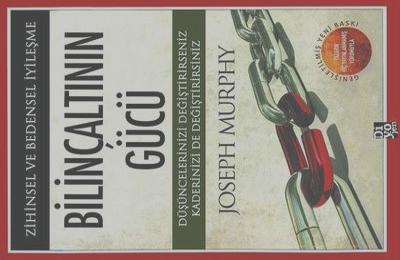 ZİHİNSEL VE BEDENSEL İYİLEŞME
BİLİNÇALTININ
GÜCÜ
DÜŞÜNCELERİNİZİ DEĞİŞTİRİRSENİZ
KADERİNİZİ DE DEĞİŞTİRİRSİNİZ
JOSEPH MURPHY
GENİŞLETİLMİŞ YENİ BASKI